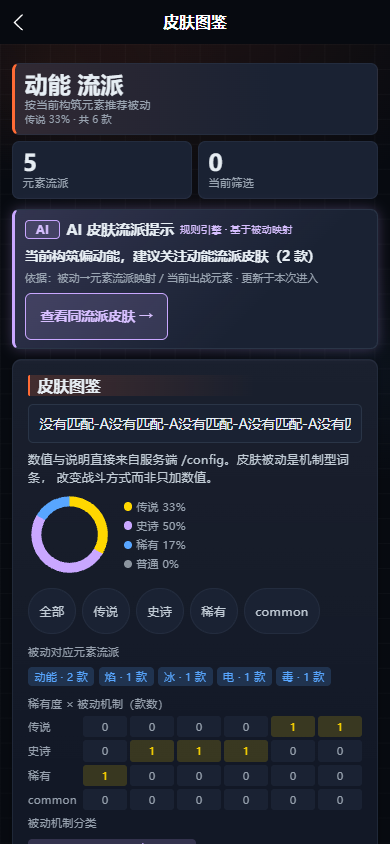 皮肤图鉴
动能 流派
按当前构筑元素推荐被动
传说 33% · 共 6 款
5
元素流派
0
当前筛选
AI AI 皮肤流派提示 规则引擎 · 基于被动映射
当前构筑偏动能，建议关注动能流派皮肤（2 款）
依据：被动→元素流派映射 / 当前出战元素 · 更新于本次进入
查看同流派皮肤 →
皮肤图鉴
没有匹配-A没有匹配-A没有匹配-A没有匹配-A没有
数值与说明直接来自服务端 /config。皮肤被动是机制型词
条， 改变战斗方式而非只加数值。
传说 33%
史诗 50%
稀有 17%
普通 0%
全部 传说 史诗 稀有 common
被动对应元素流派
动能 · 2 款 焰 · 1 款 冰 · 1 款 电 · 1 款 毒 · 1 款
稀有度 × 被动机制（款数）
传说 0 0 0 0 1 1
史诗 0 1 1 1 0 0
稀有 1 0 0 0 0 0
common 0 0 0 0 0 0
被动机制分类